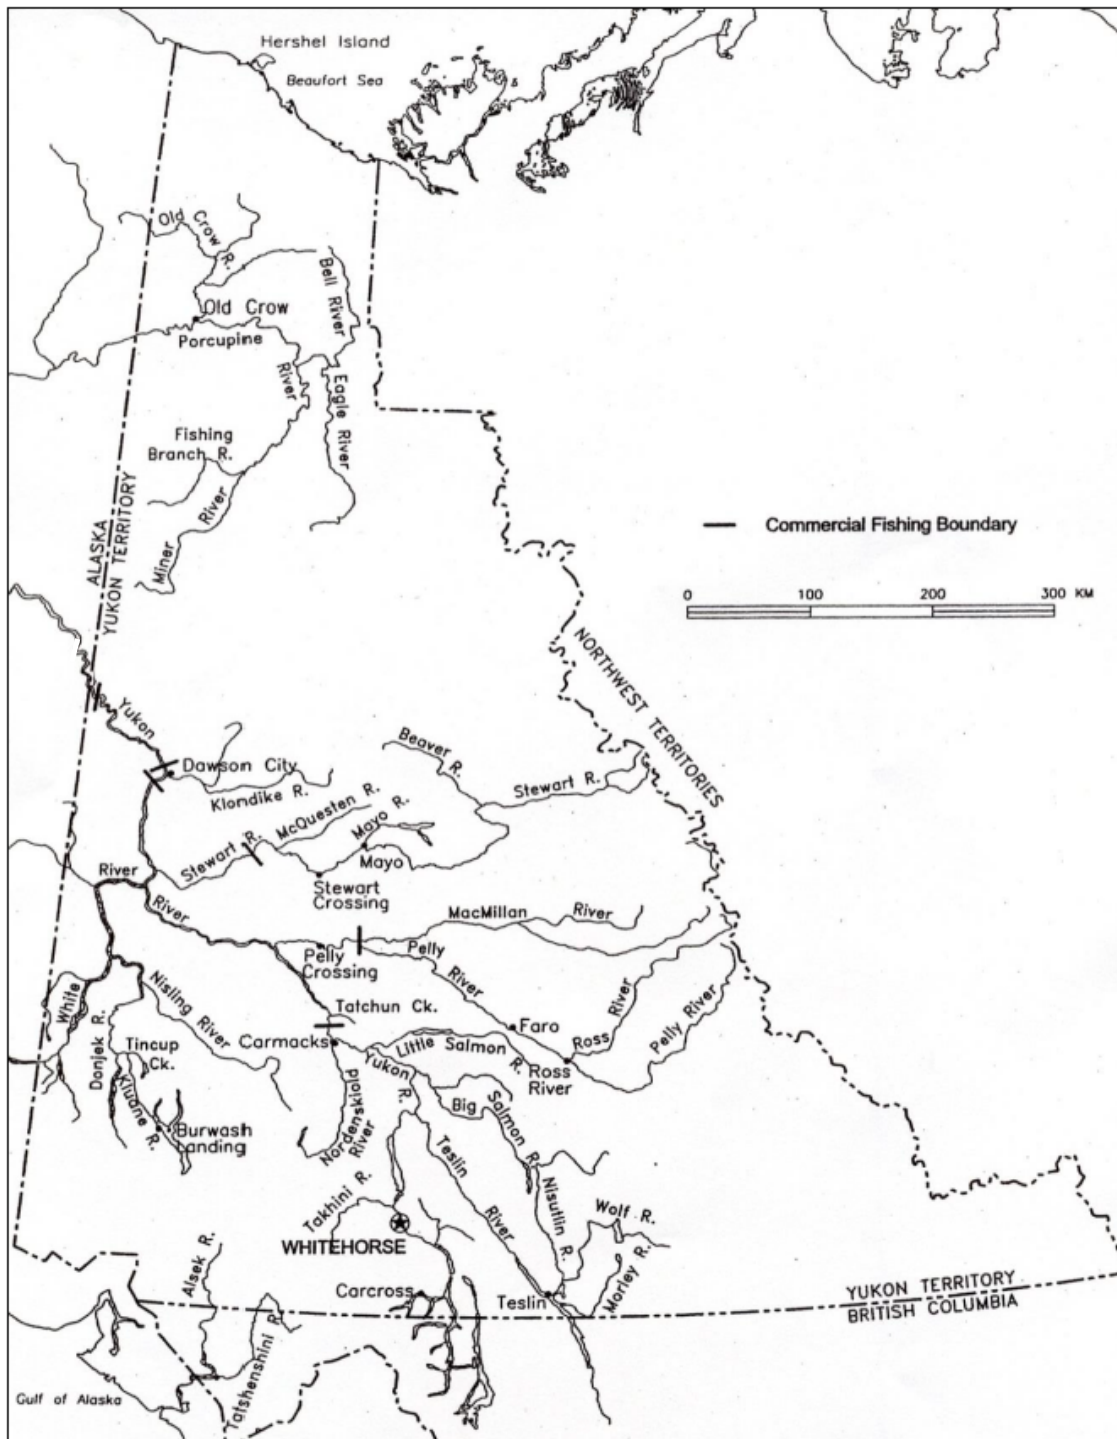 Hershel Island
Beaufort Sea
Old Crow R.
Bell River
Old Crow
Porcupine
River
Eagle River
Fishing
Branch R.
Miner River
ALASKA
YUKON TERRITORY
Commercial Fishing Boundary
0 100 200 300 KM
NORTHWEST TERRITORIES
Yukon
Dawson City
Klondike R.
Beaver R.
Stewart R.
McQuesten R.
Stewart R.
Mayo R.
Mayo
Stewart
Crossing
River
River
MacMillan River
Pelly
Pelly
Crossing
River
White
Nisling River
Donjek R.
Tincup
Ck.
Kluane R.
Burwash
Landing
Tatchun Ck.
Carmacks
Faro
Ross River
Pelly River
Little Salmon R.
Ross
River
Yukon R.
Nordenskiold
River
Big Salmon R.
Teslin River
Nisutlin R.
Wolf R.
Morley R.
Takhini R.
WHITEHORSE
Carcross
Teslin
YUKON TERRITORY
BRITISH COLUMBIA
Alsek R.
Tatshenshini R.
Gulf of Alaska